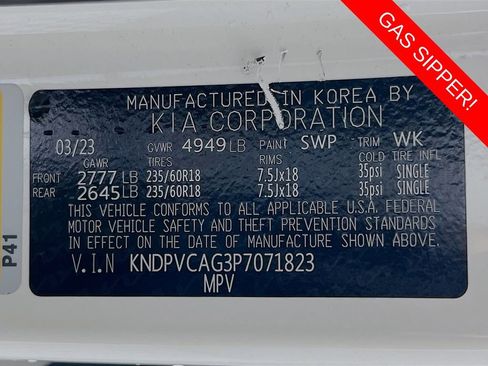 GAS SIPPER!
MANUFACTURED IN KOREA BY
KIA CORPORATION
03/23 GVWR 4949 LB PAINT SWP TRIM WK
GAWR TIRES RIMS COLD TIRE INFL
FRONT 2777 LB 235/60R18 7.5Jx18 35psi SINGLE
REAR 2645 LB 235/60R18 7.5Jx18 35psi SINGLE
THIS VEHICLE CONFORMS TO ALL APPLICABLE U.S.A. FEDERAL
MOTOR VEHICLE SAFETY AND THEFT PREVENTION STANDARDS
IN EFFECT ON THE DATE OF MANUFACTURE SHOWN ABOVE.
V.I.N KNDPVCAG3P7071823
MPV
P41